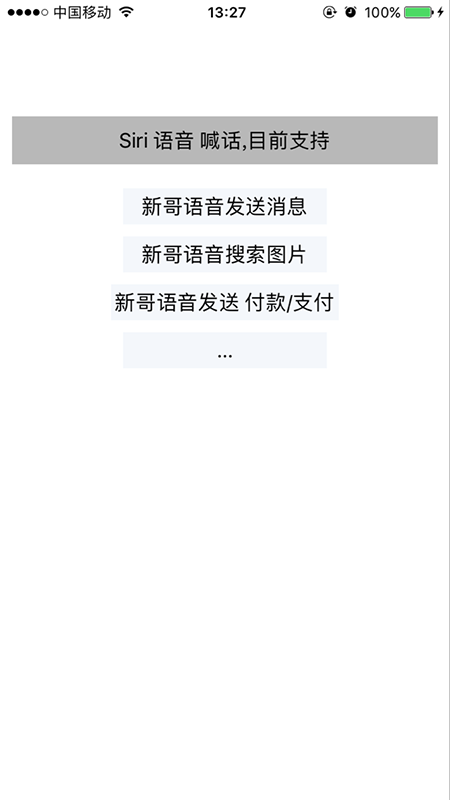 中国移动 13:27 100%
Siri 语音 喊话,目前支持
新哥语音发送消息
新哥语音搜索图片
新哥语音发送 付款/支付
...